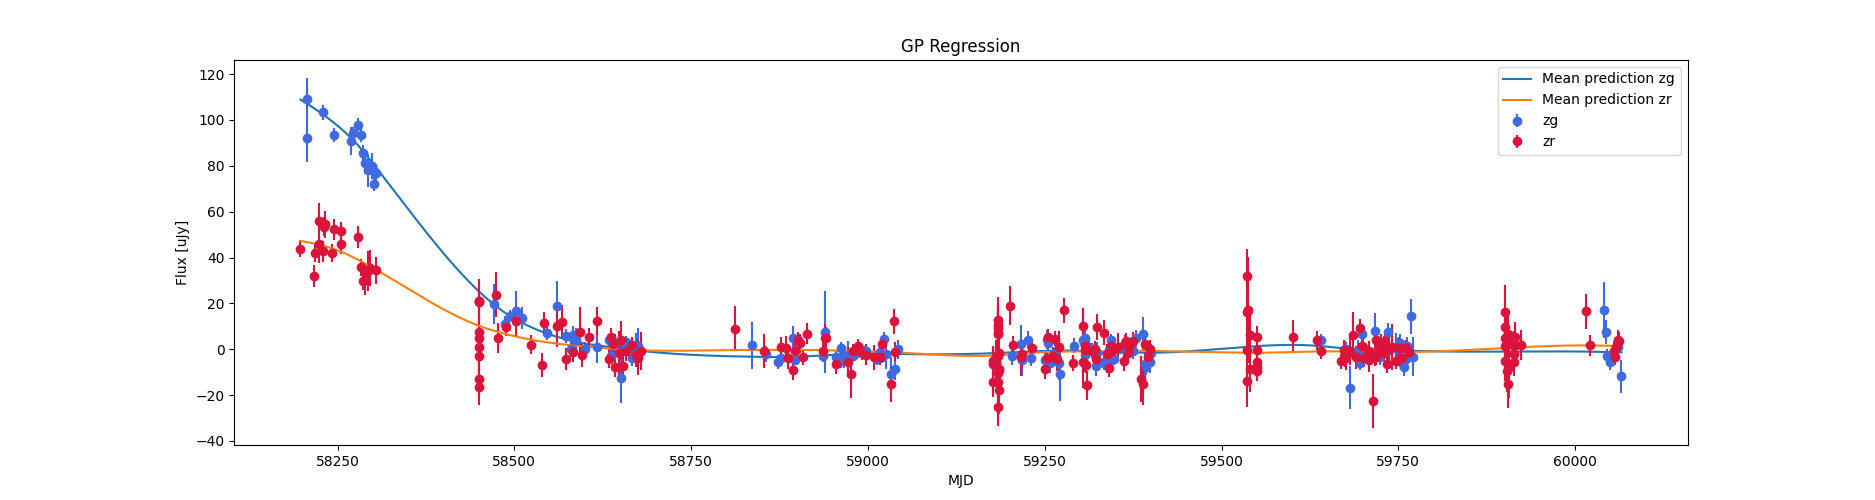 GP Regression
Flux [uJy]
120
100
80
60
40
20
0
−20
−40
Mean prediction zg
Mean prediction zr
zg
zr
58250 58500 58750 59000 59250 59500 59750 60000
MJD